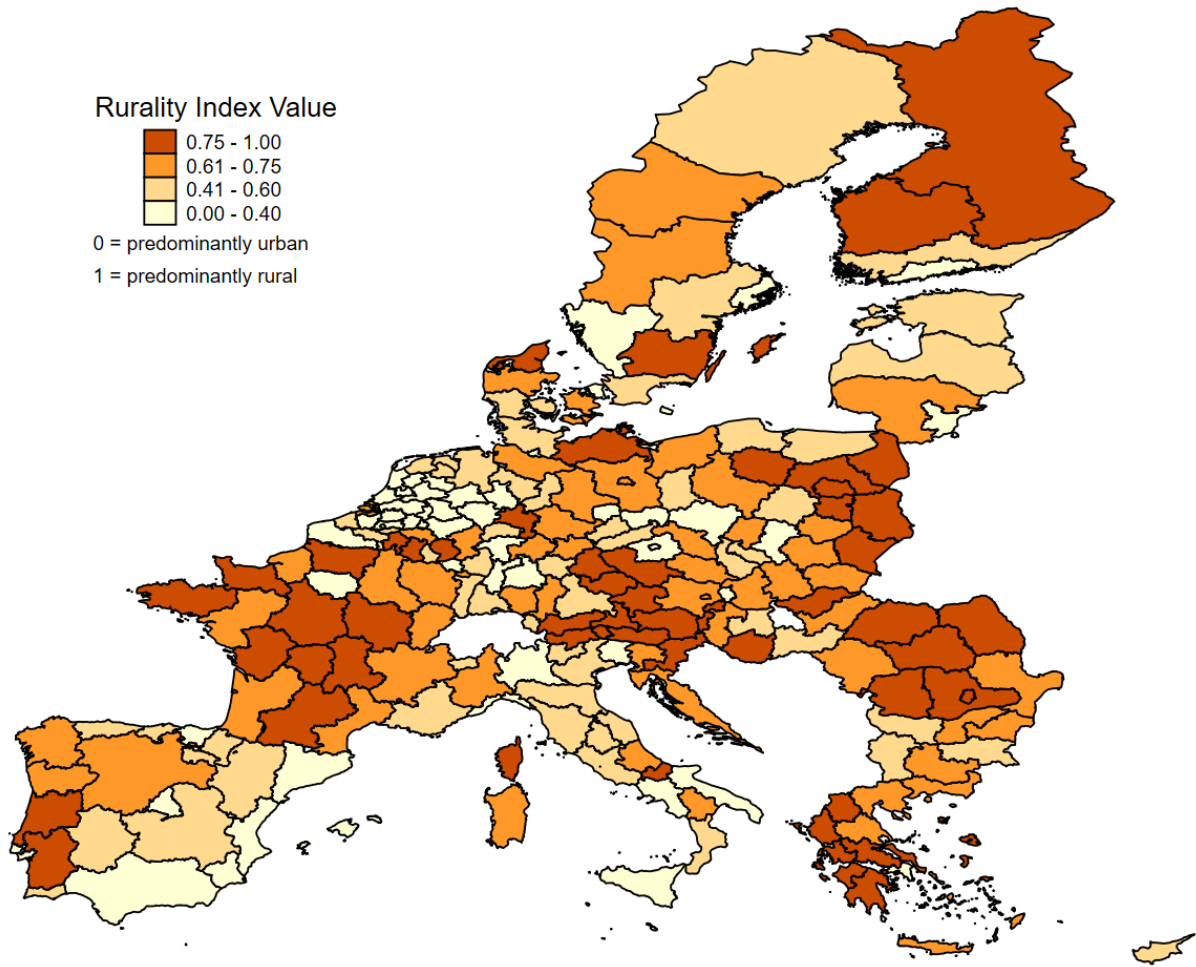 Rurality Index Value
0.75 - 1.00
0.61 - 0.75
0.41 - 0.60
0.00 - 0.40
0 = predominantly urban
1 = predominantly rural